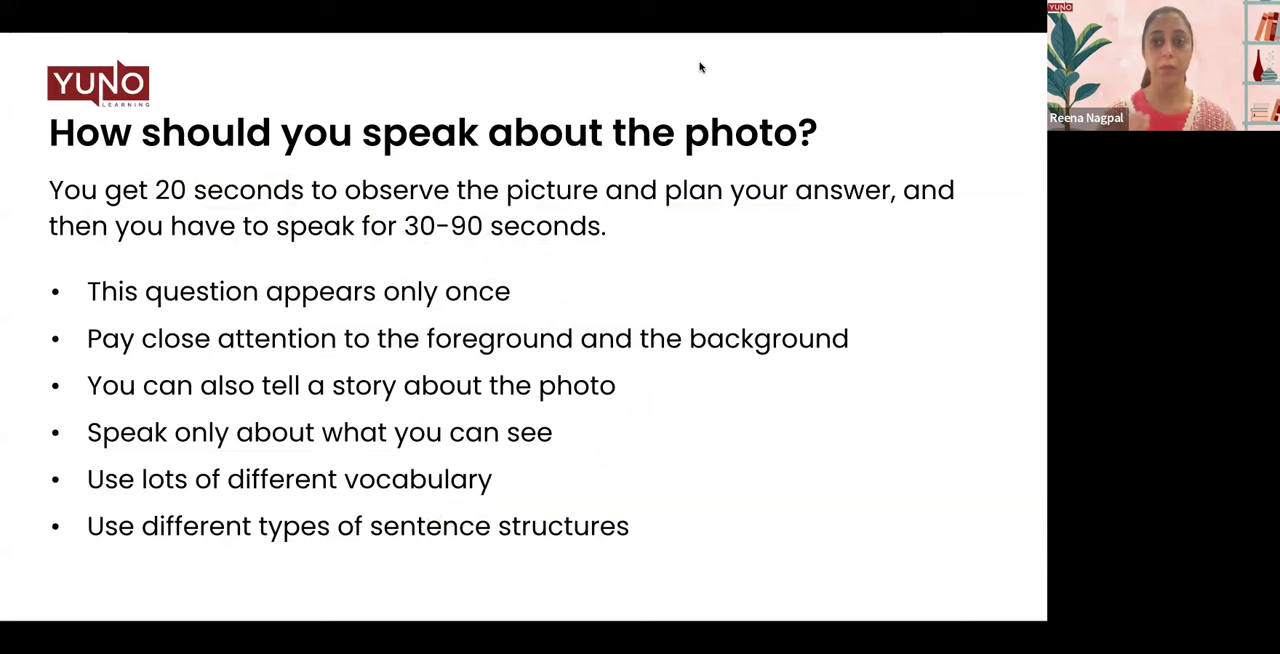 YUNO
LEARNING
How should you speak about the photo?
You get 20 seconds to observe the picture and plan your answer, and
then you have to speak for 30-90 seconds.
• This question appears only once
• Pay close attention to the foreground and the background
• You can also tell a story about the photo
• Speak only about what you can see
• Use lots of different vocabulary
• Use different types of sentence structures
YUNO
Reena Nagpal